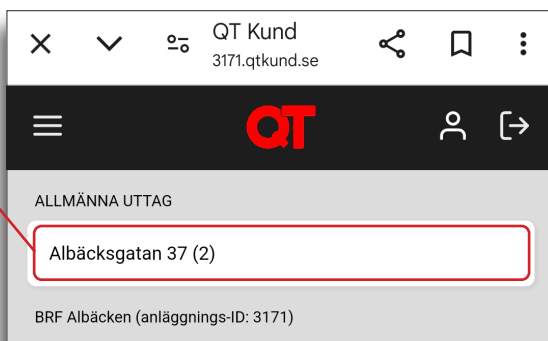 QT Kund
3171.qtkund.se
QT
ALLMÄNNA UTTAG
Albäcksgatan 37 (2)
BRF Albäcken (anläggnings-ID: 3171)